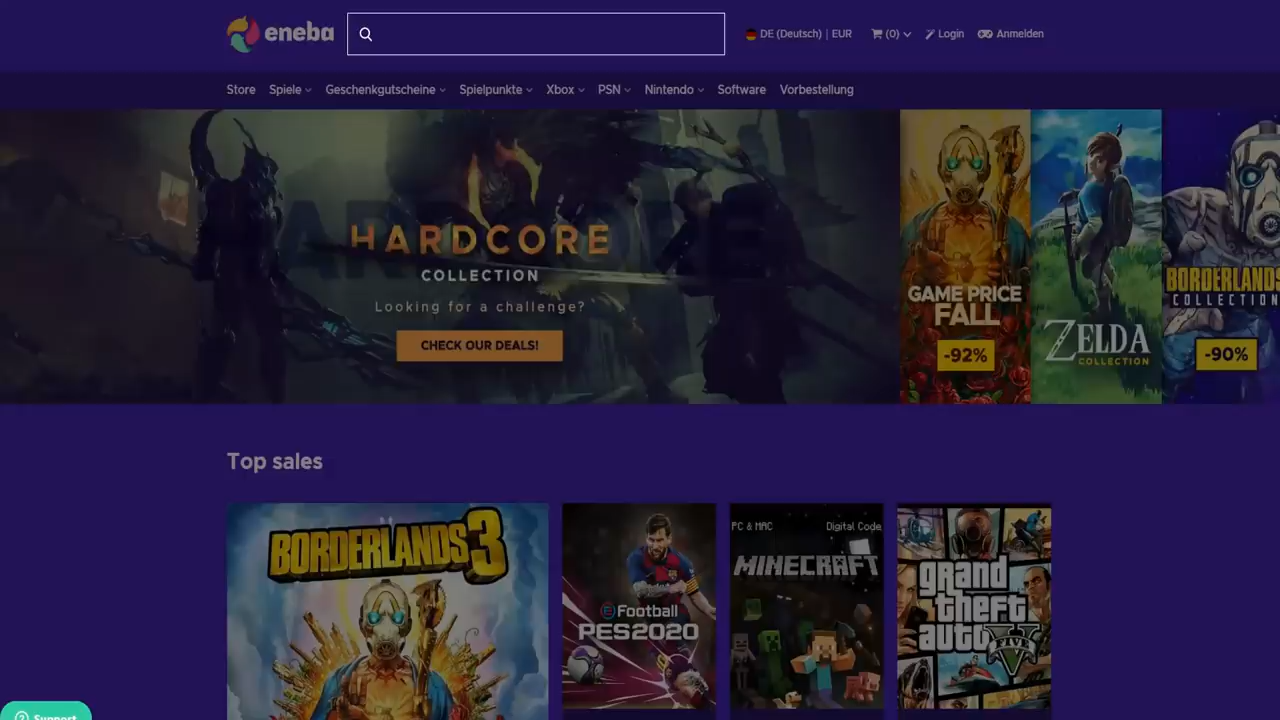 eneba
DE (Deutsch) | EUR
(0)
Login
Anmelden
Store
Spiele
Geschenkgutscheine
Spielpunkte
Xbox
PSN
Nintendo
Software
Vorbestellung
HARDCORE
COLLECTION
Looking for a challenge?
CHECK OUR DEALS!
GAME PRICE
FALL
-92%
ZELDA
COLLECTION
BORDERLANDS
COLLECTION
-90%
Top sales
BORDERLANDS 3
eFootball
PES2020
PC & MAC
Digital Code
MINECRAFT
grand
theft
auto
V
FIVE
Support